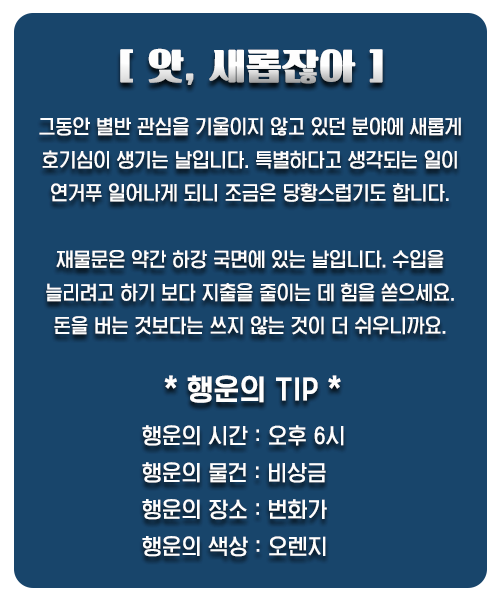 [ 앗, 새롭잖아 ]
그동안 별반 관심을 기울이지 않고 있던 분야에 새롭게
호기심이 생기는 날입니다. 특별하다고 생각되는 일이
연거푸 일어나게 되니 조금은 당황스럽기도 합니다.
재물문은 약간 하강 국면에 있는 날입니다. 수입을
늘리려고 하기 보다 지출을 줄이는 데 힘을 쏟으세요.
돈을 버는 것보다는 쓰지 않는 것이 더 쉬우니까요.
* 행운의 TIP *
행운의 시간 : 오후 6시
행운의 물건 : 비상금
행운의 장소 : 번화가
행운의 색상 : 오렌지